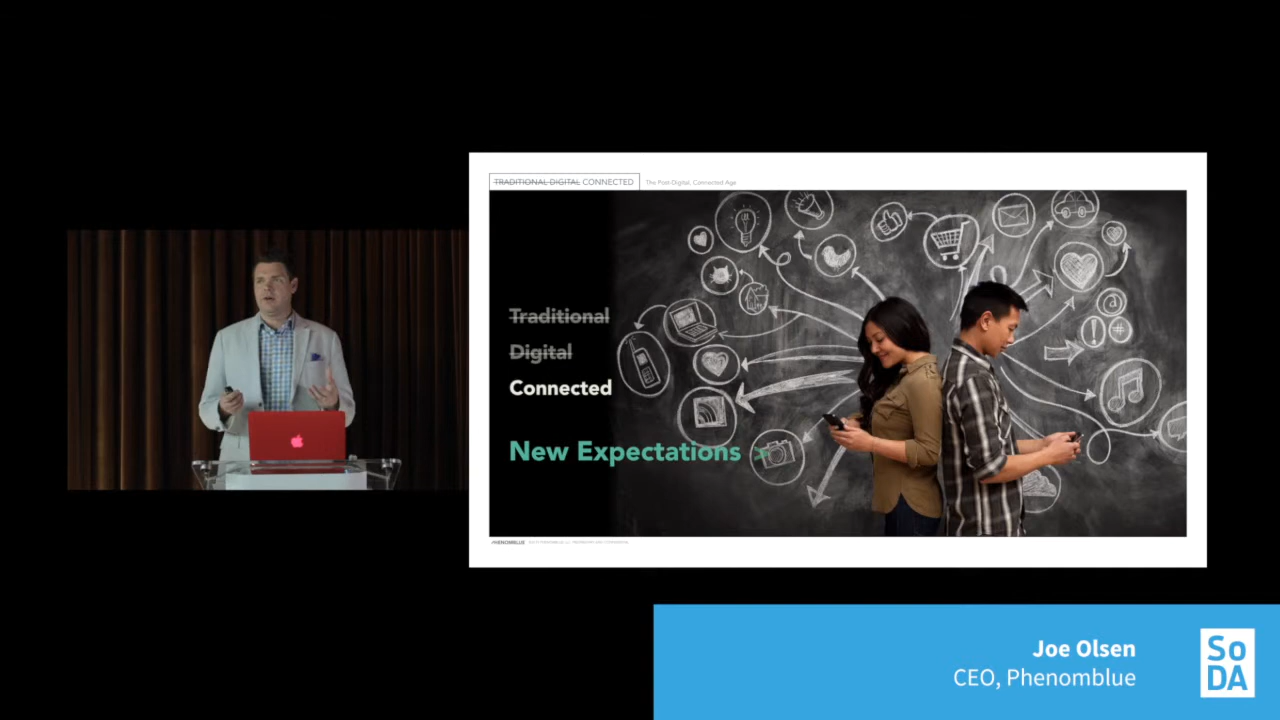 TRADITIONAL DIGITAL CONNECTED
The Post-Digital, Connected Age
Traditional
Digital
Connected
New Expectations >
PHENOMBLUE
Joe Olsen
CEO, Phenomblue
So
DA